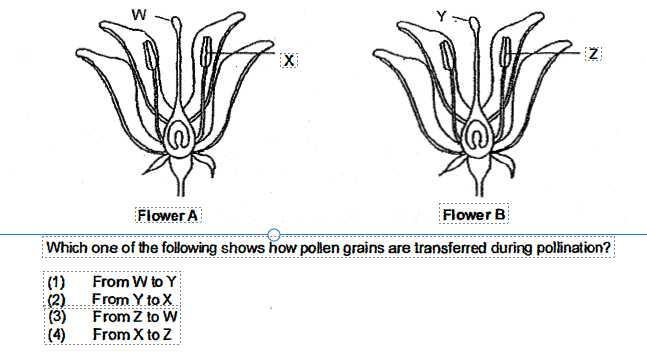 W
X
Y
Z
Flower A
Flower B
Which one of the following shows how pollen grains are transferred during pollination?
(1) From W to Y
(2) From Y to X
(3) From Z to W
(4) From X to Z